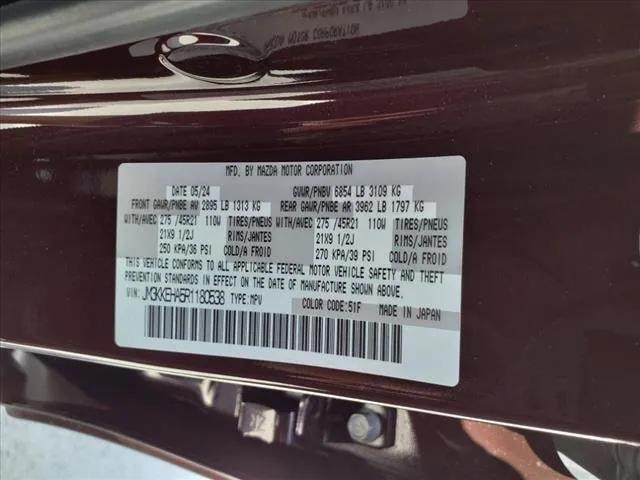 MFD. BY MAZDA MOTOR CORPORATION
DATE 05/24 GVWR/PNBV 6854 LB 3109 KG
FRONT GAWR/PNBE AV 2895 LB 1313 KG REAR GAWR/PNBE AR 3962 LB 1797 KG
WITH/AVEC 275 /45R21 110W TIRES/PNEUS WITH/AVEC 275 /45R21 110W TIRES/PNEUS
21X9 1/2J RIMS/JANTES 21X9 1/2J RIMS/JANTES
250 KPA/36 PSI COLD/A FROID 270 KPA/39 PSI COLD/A FROID
THIS VEHICLE CONFORMS TO ALL APPLICABLE FEDERAL MOTOR VEHICLE SAFETY AND THEFT PREVENTION
STANDARDS IN EFFECT ON THE DATE OF MANUFACTURE SHOWN ABOVE.
VIN: JM3KKEHA5R1180538 TYPE:MPV COLOR CODE:51F MADE IN JAPAN